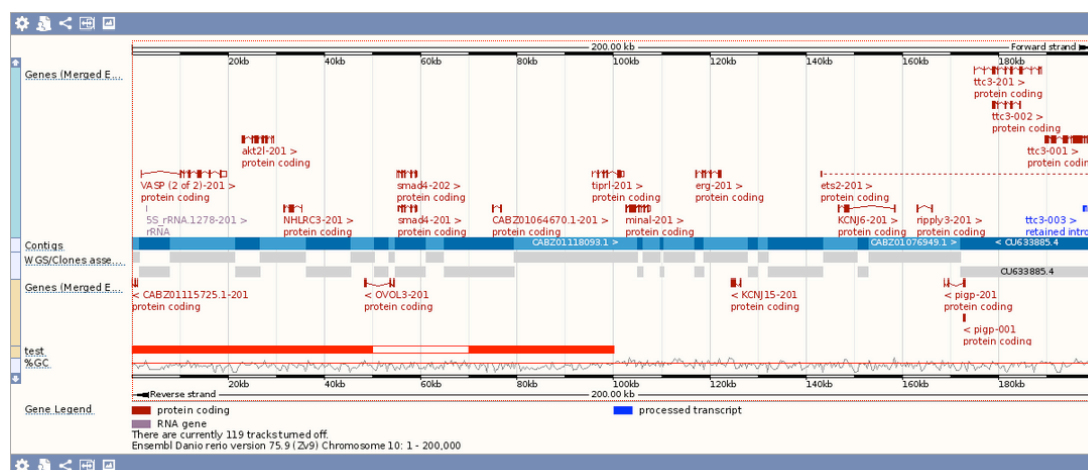 200.00 kb Forward strand
20kb 40kb 60kb 80kb 100kb 120kb 140kb 160kb 180kb
Genes (Merged E...
ttc3-201 >
protein coding
ttc3-002 >
protein coding
akt2l-201 > ttc3-001 >
protein coding protein coding
VASP (2 of 2)-201 > smad4-202 > tiprl-201 > erg-201 > ets2-201 >
protein coding protein coding protein coding protein coding protein coding
5S_rRNA.1278-201 > NHLRC3-201 > smad4-201 > CABZ01064670.1-201 > minal-201 > KCNJ6-201 > ripply3-201 > ttc3-003 >
rRNA protein coding protein coding protein coding protein coding protein coding protein coding retained intro
Contigs CABZ01118093.1 > CABZ01076949.1 > < CU633885.4
WGS/Clones asse...
CU633885.4
Genes (Merged E...
< CABZ01115725.1-201 < OVOL3-201 < KCNJ15-201 < pigp-201
protein coding protein coding protein coding protein coding
< pigp-001
protein coding
test
%GC
20kb 40kb 60kb 80kb 100kb 120kb 140kb 160kb 180kb
Reverse strand 200.00 kb
Gene Legend protein coding processed transcript
RNA gene
There are currently 119 tracks turned off.
Ensembl Danio rerio version 75.9 (Zv9) Chromosome 10: 1 - 200,000